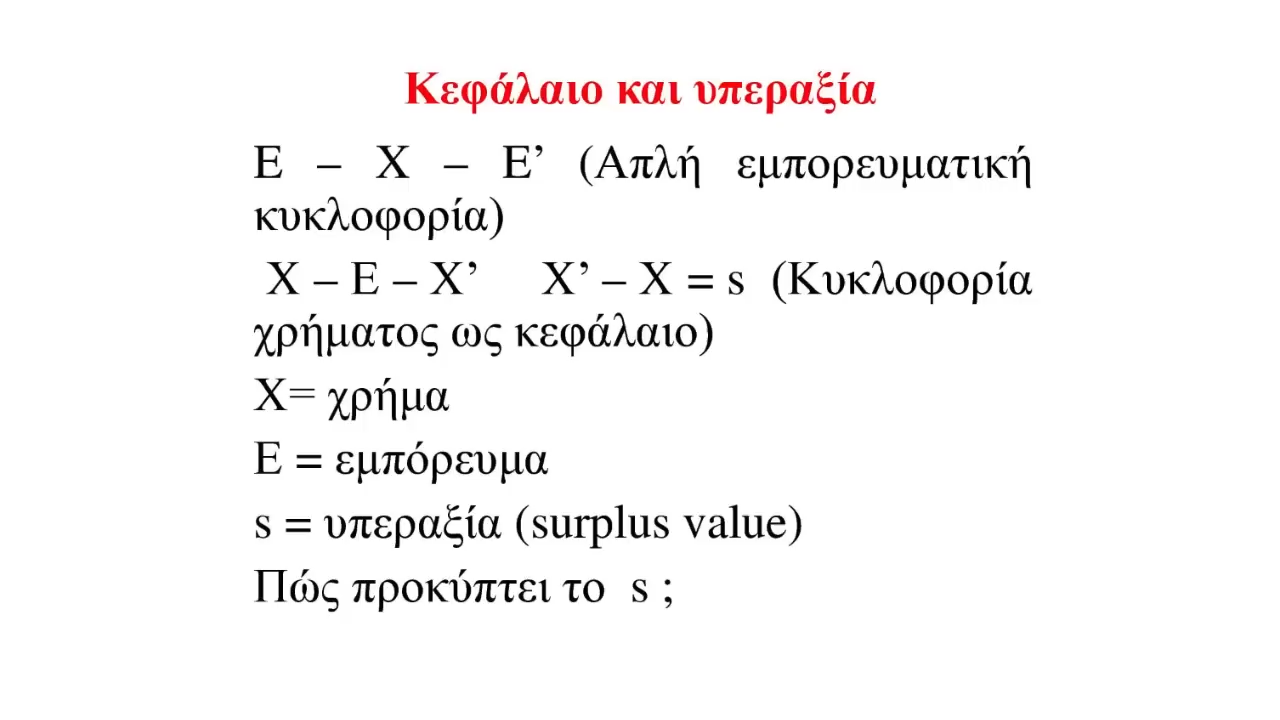 Κεφάλαιο και υπεραξία
Ε – Χ – Ε’ (Απλή εμπορευματική
κυκλοφορία)
Χ – Ε – Χ’ Χ’ – Χ = s (Κυκλοφορία
χρήματος ως κεφάλαιο)
Χ= χρήμα
Ε = εμπόρευμα
s = υπεραξία (surplus value)
Πώς προκύπτει το s ;